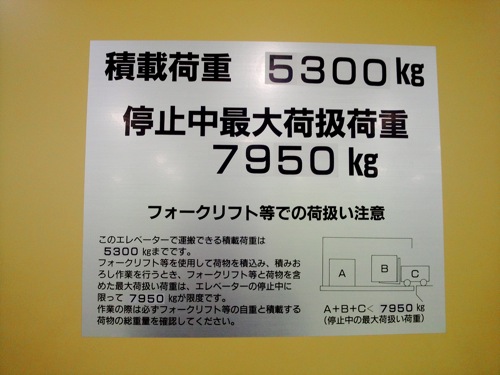 積載荷重 5300㎏
停止中最大荷扱荷重
7950㎏
フォークリフト等での荷扱い注意
このエレベーターで運搬できる積載荷重は
5300 ㎏までです。
フォークリフト等を使用して荷物を積込み、積みお
ろし作業を行うとき、フォークリフト等と荷物を含
めた最大荷扱い荷重は、エレベーターの停止中に
限って 7950 ㎏が限度です。
作業の際は必ずフォークリフト等の自重と積載する
荷物の総重量を確認してください。
A B C
A+B+C< 7950 ㎏
(停止中の最大荷扱い荷重)